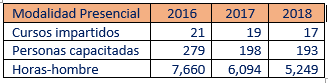 Modalidad Presencial 2016 2017 2018
Cursos impartidos 21 19 17
Personas capacitadas 279 198 193
Horas-hombre 7,660 6,094 5,249